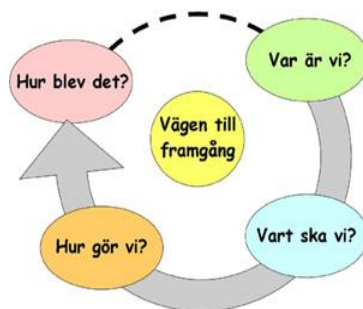 Hur blev det?
Var är vi?
Vägen till
framgång
Hur gör vi?
Vart ska vi?